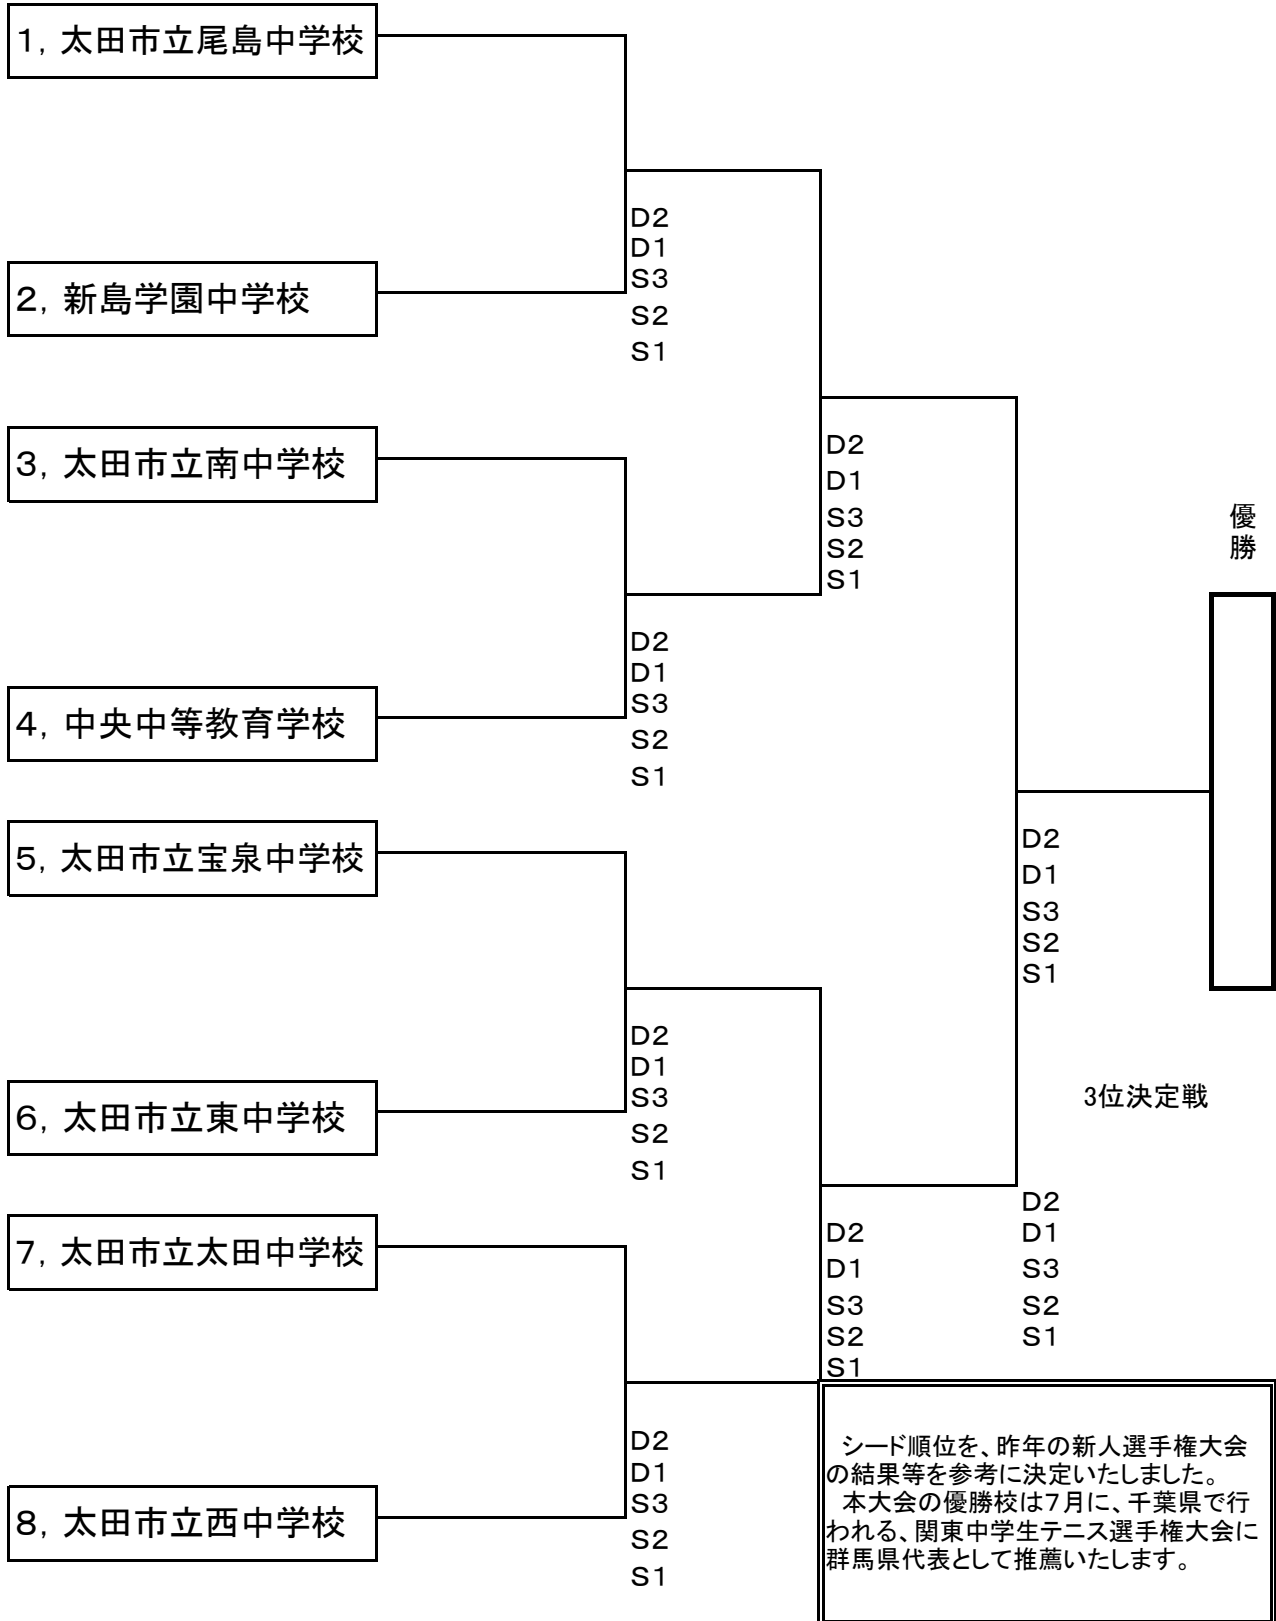 1, 太田市立尾島中学校
D2
D1
S3
S2
S1
2, 新島学園中学校
3, 太田市立南中学校
D2
D1
S3
S2
S1
4, 中央中等教育学校
D2
D1
S3
S2
S1
優
勝
5, 太田市立宝泉中学校
D2
D1
S3
S2
S1
6, 太田市立東中学校
D2
D1
S3
S2
S1
3位決定戦
7, 太田市立太田中学校
D2
D1
S3
S2
S1
D2
D1
S3
S2
S1
8, 太田市立西中学校
D2
D1
S3
S2
S1
シード順位を、昨年の新人選手権大会
の結果等を参考に決定いたしました。
本大会の優勝校は7月に、千葉県で行
われる、関東中学生テニス選手権大会に
群馬県代表として推薦いたします。